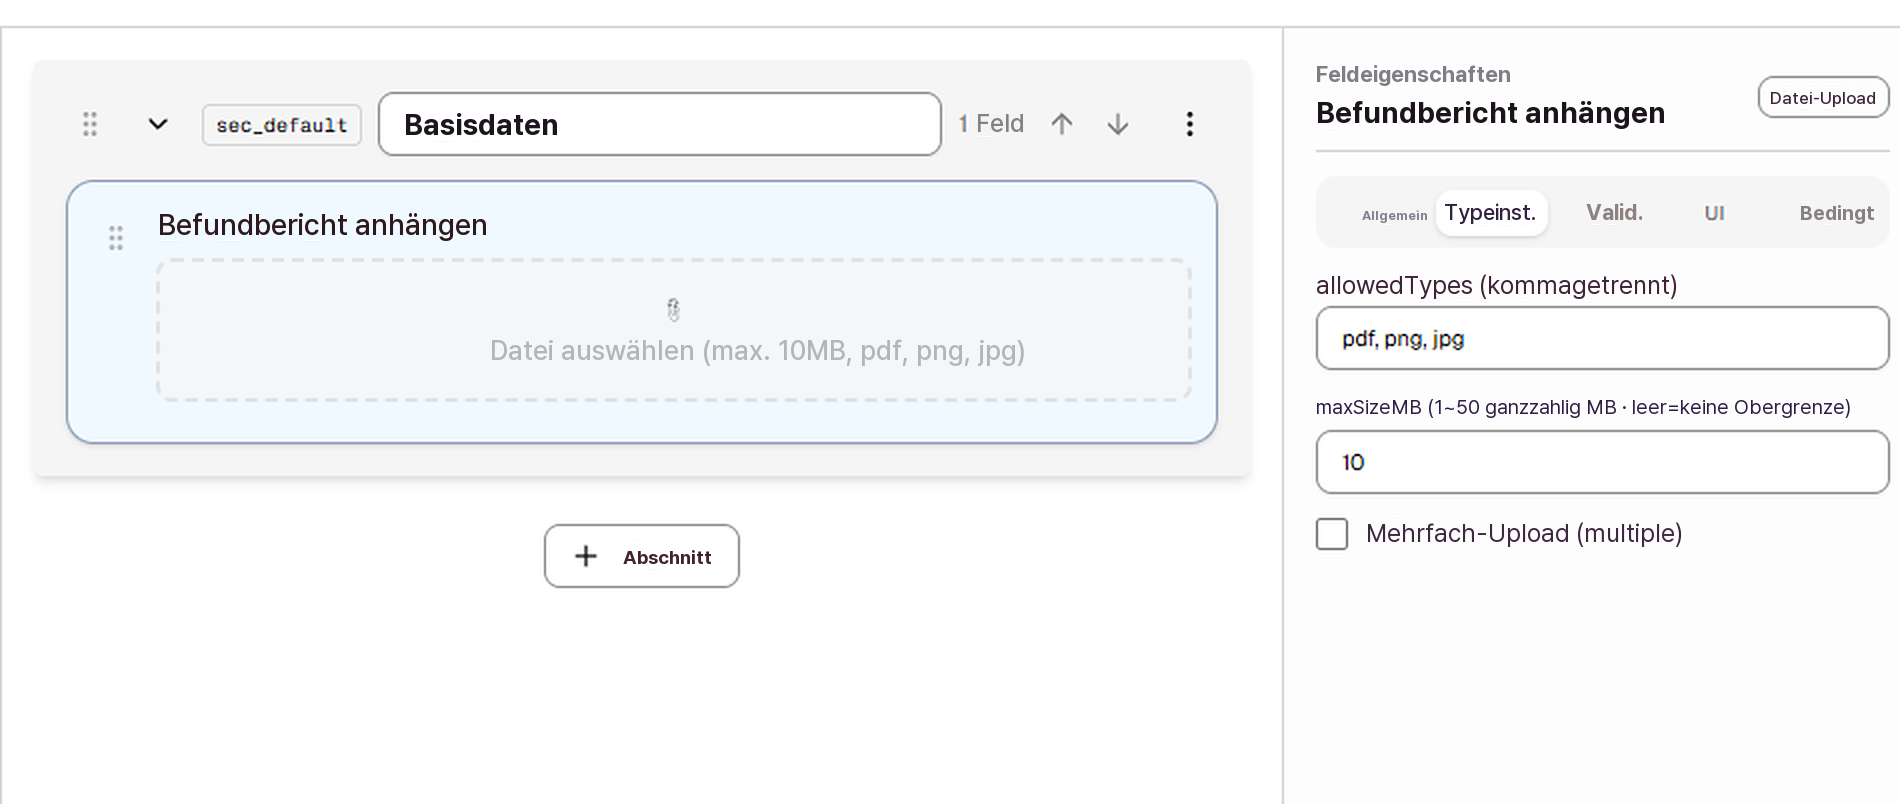 sec_default
Basisdaten
1 Feld
Befundbericht anhängen
Datei auswählen (max. 10MB, pdf, png, jpg)
Abschnitt
Feldeigenschaften
Befundbericht anhängen
Datei-Upload
Allgemein Typeinst. Valid. UI Bedingt
allowedTypes (kommagetrennt)
pdf, png, jpg
maxSizeMB (1~50 ganzzahlig MB · leer=keine Obergrenze)
10
Mehrfach-Upload (multiple)